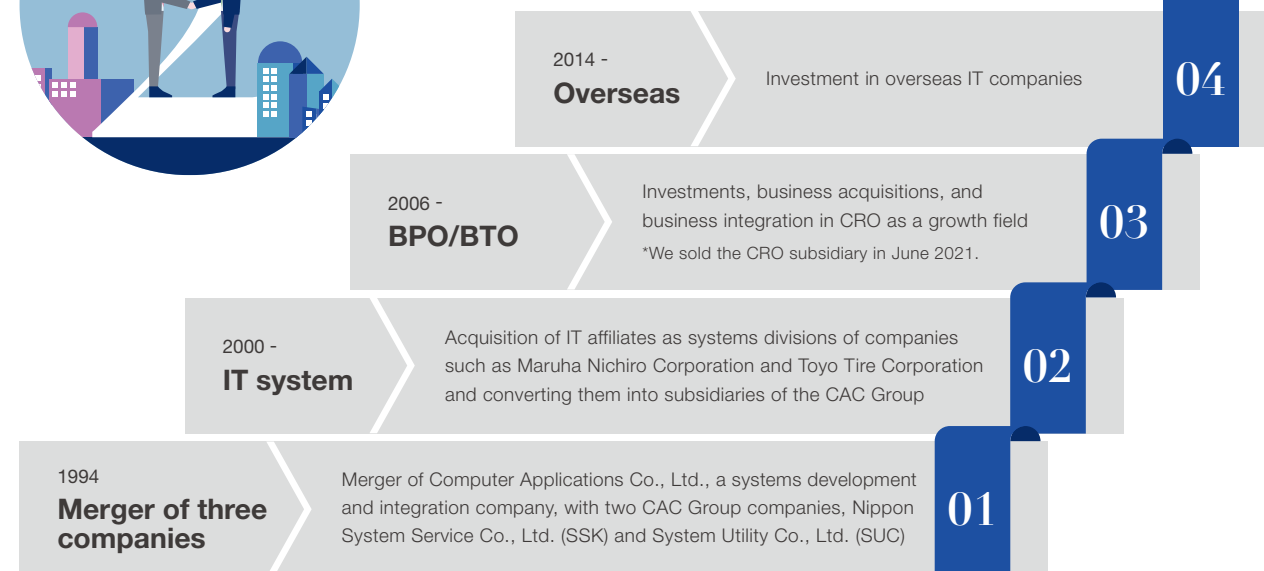 2014 -
Overseas
Investment in overseas IT companies
04
2006 -
BPO/BTO
Investments, business acquisitions, and
business integration in CRO as a growth field
*We sold the CRO subsidiary in June 2021.
03
2000 -
IT system
Acquisition of IT affiliates as systems divisions of companies
such as Maruha Nichiro Corporation and Toyo Tire Corporation
and converting them into subsidiaries of the CAC Group
02
1994
Merger of three
companies
Merger of Computer Applications Co., Ltd., a systems development
and integration company, with two CAC Group companies, Nippon
System Service Co., Ltd. (SSK) and System Utility Co., Ltd. (SUC)
01